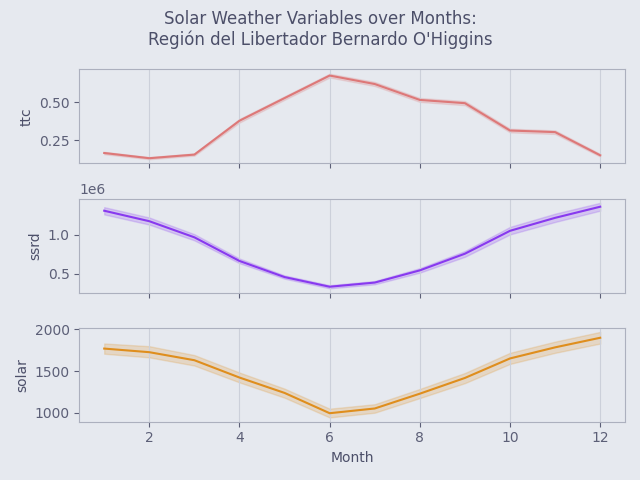 Solar Weather Variables over Months:
Región del Libertador Bernardo O'Higgins
ttc
0.50
0.25
1e6
ssrd
1.0
0.5
solar
2000
1500
1000
2 4 6 8 10 12
Month